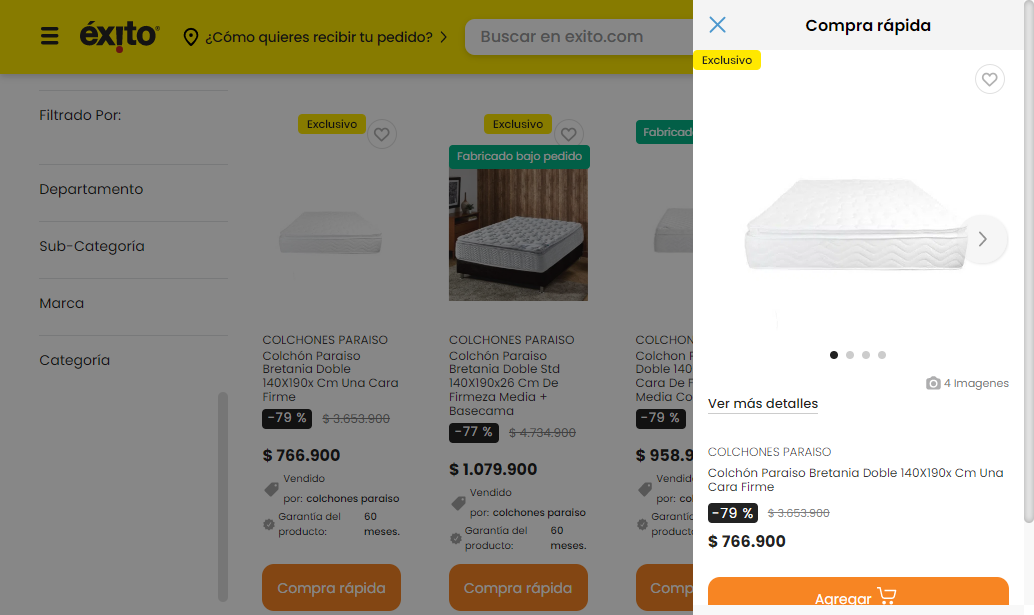 éxito
¿Cómo quieres recibir tu pedido?
Buscar en exito.com
Filtrado Por:
Departamento
Sub-Categoría
Marca
Categoría
Exclusivo
COLCHONES PARAISO
Colchón Paraiso
Bretania Doble
140X190x Cm Una Cara
Firme
-79 %
$ 3.653.900
$ 766.900
Vendido
por: colchones paraiso
Garantía del
producto:
60
meses.
Compra rápida
Exclusivo
Fabricado bajo pedido
COLCHONES PARAISO
Colchón Paraiso
Bretania Doble Std
140X190x26 Cm De
Firmeza Media +
Basecama
-77 %
$ 4.734.900
$ 1.079.900
Vendido
por: colchones paraiso
Garantía del
producto:
60
meses.
Compra rápida
Fabricad
COLCHON
Colchon P
Doble 140
Cara De F
Media Co
-79 %
$ 958.9
Vendid
por: co
Garantí
product
Comp
Compra rápida
Exclusivo
4 Imagenes
Ver más detalles
COLCHONES PARAISO
Colchón Paraiso Bretania Doble 140X190x Cm Una
Cara Firme
-79 %
$ 3.653.900
$ 766.900
Agregar